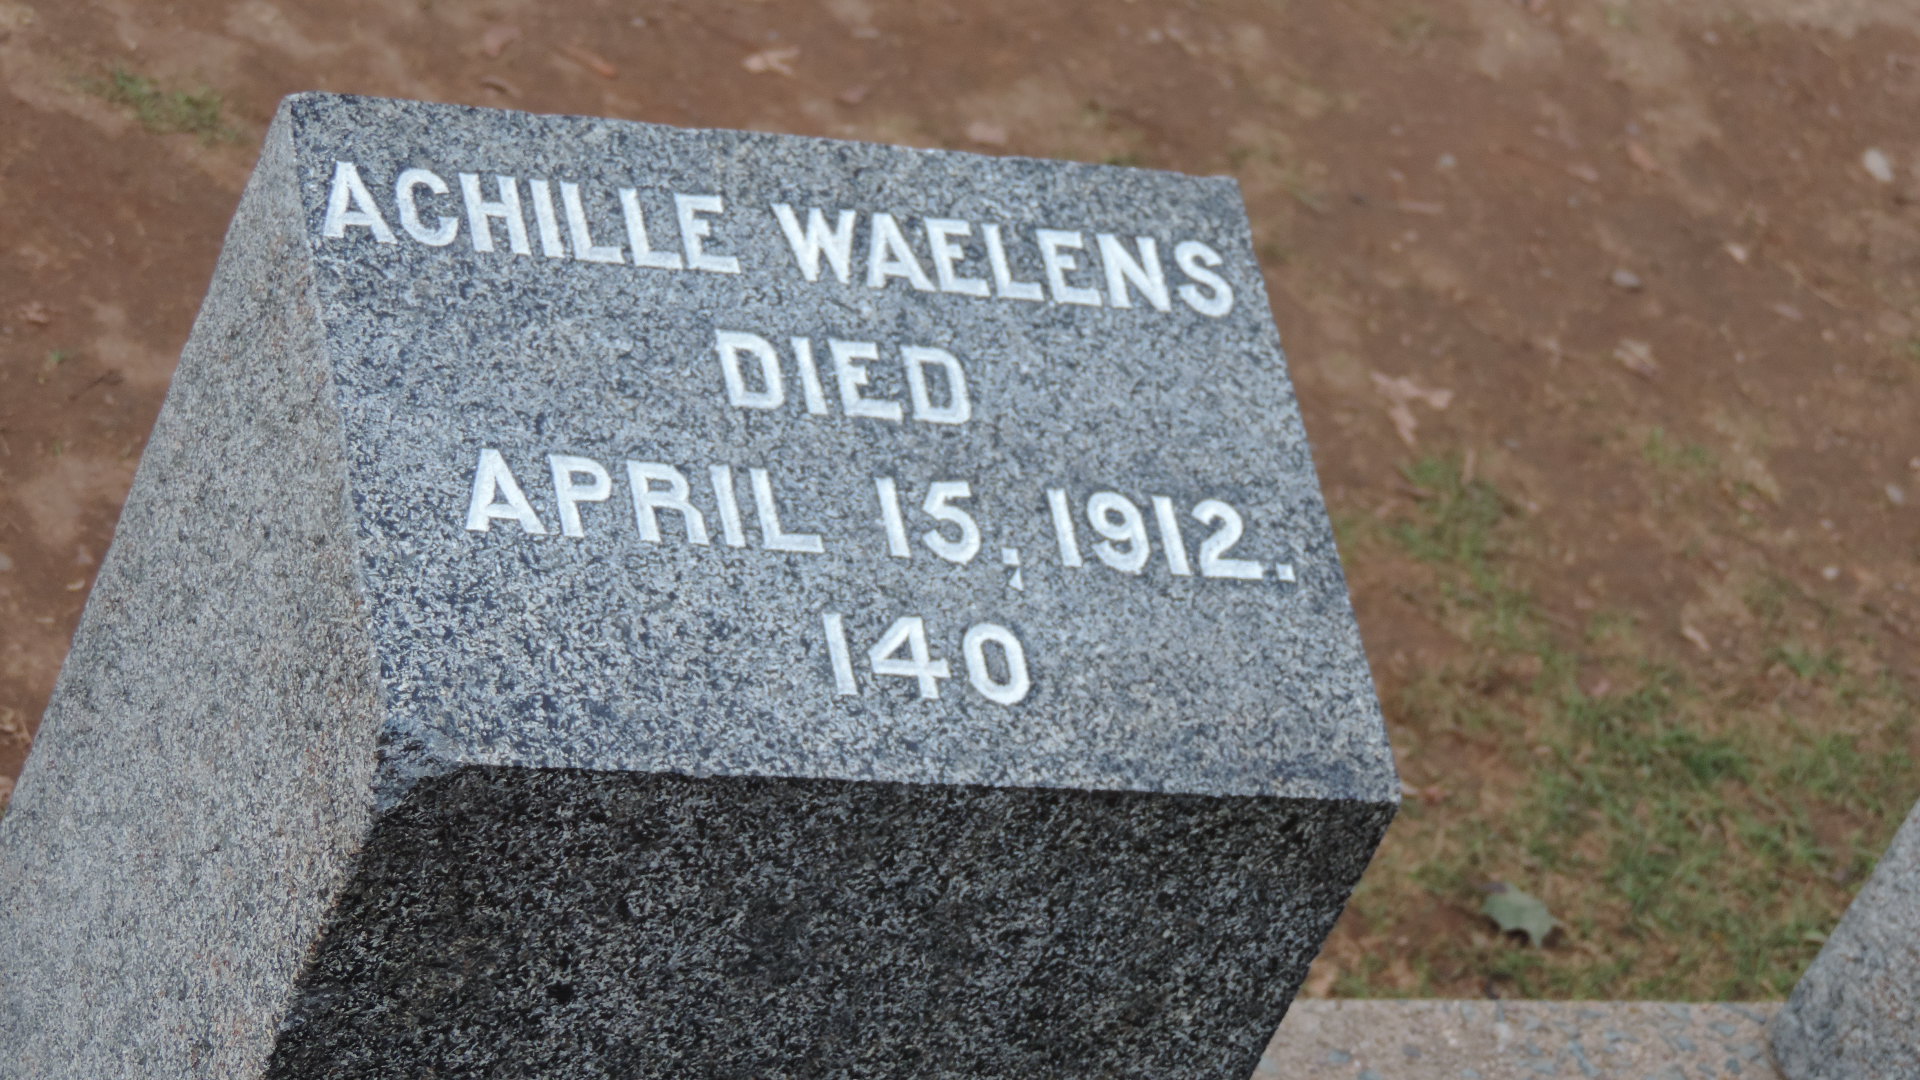 ACHILLE WAELENS
DIED
APRIL 15, 1912.
140